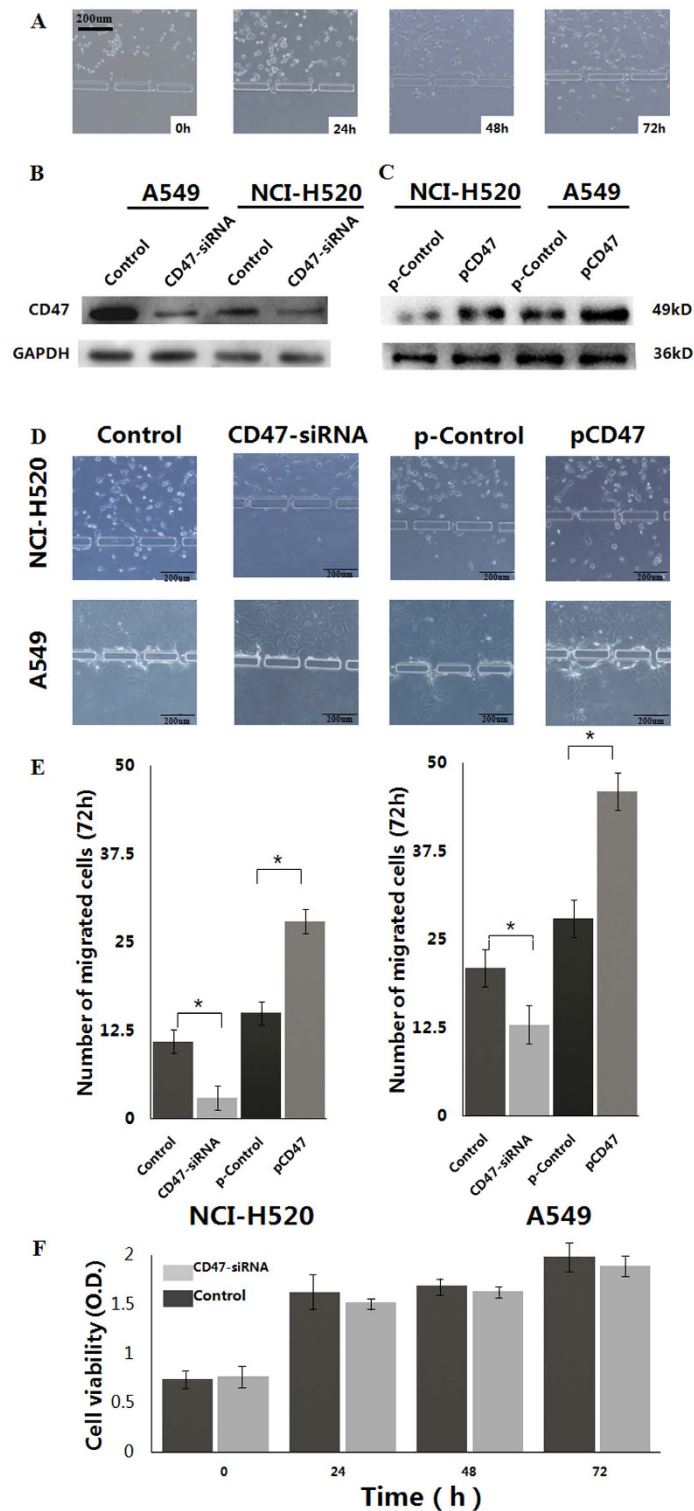 A
200um
0h
24h
48h
72h
B
C
A549
NCI-H520
NCI-H520
A549
Control
CD47-siRNA
Control
CD47-siRNA
p-Control
pCD47
p-Control
pCD47
CD47
49kD
GAPDH
36kD
D
Control
CD47-siRNA
p-Control
pCD47
NCI-H520
200um
200um
200um
200um
A549
200um
200um
200um
200um
E
Number of migrated cells (72h)
50
37.5
25
12.5
0
*
*
Control
CD47-siRNA
p-Control
pCD47
NCI-H520
Number of migrated cells (72h)
50
37.5
25
12.5
0
*
*
Control
CD47-siRNA
p-Control
pCD47
A549
F
Cell viability (O.D.)
2
1.5
1
0.5
0
CD47-siRNA
Control
0
24
48
72
Time ( h )